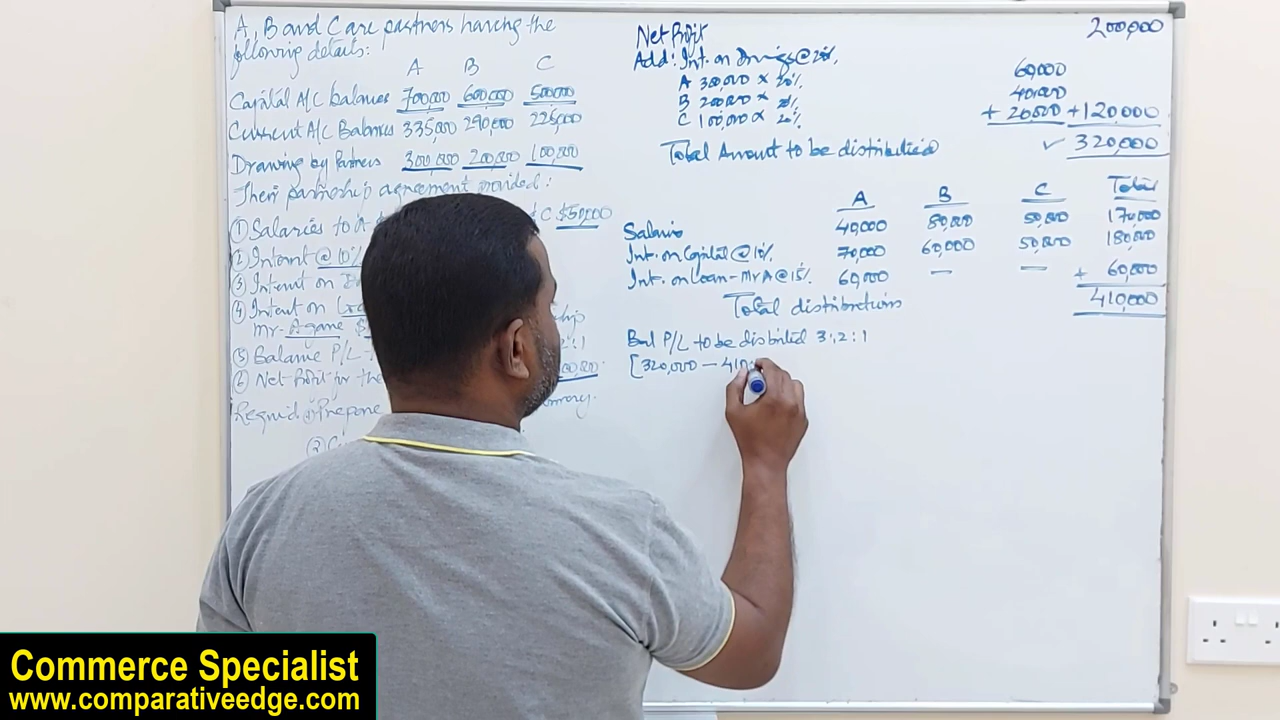 A, B and C are partners having the
following details:
A B C
Capital A/C balances 700,000 600,000 500,000
Current A/C Balances 335,000 290,000 225,000
Drawing by Partners 300,000 200,000 100,000
Their partnership agreement provided:
① Salaries to A C $50,000
② Interest @ 10%
③ Interest on
④ Interest on
Mr. A gave
⑤ Balance P/L
⑥ Net Profit for the
Prepare
Net Profit 200,000
Add: Int. on Drwigs @ 20%
A 300,000 × 20% 60,000
B 200,000 × 20% 40,000
C 100,000 × 20% + 20,000 +120,000
Total Amount to be distributed ✓ 320,000
A B C Total
Salaries 40,000 80,000 50,000 170,000
Int. on Capital @ 10% 70,000 60,000 50,000 180,000
Int. on Loan - Mr A @ 15% 60,000 — — + 60,000
Total distributions 410,000
Bal P/L to be distributed 3:2:1
[320,000 — 410
Commerce Specialist
www.comparativeedge.com